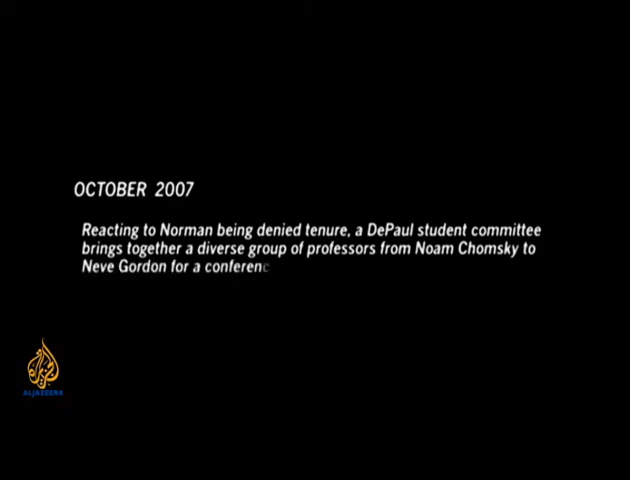 OCTOBER 2007
Reacting to Norman being denied tenure, a DePaul student committee
brings together a diverse group of professors from Noam Chomsky to
Neve Gordon for a conferenc
ALJAZEERA